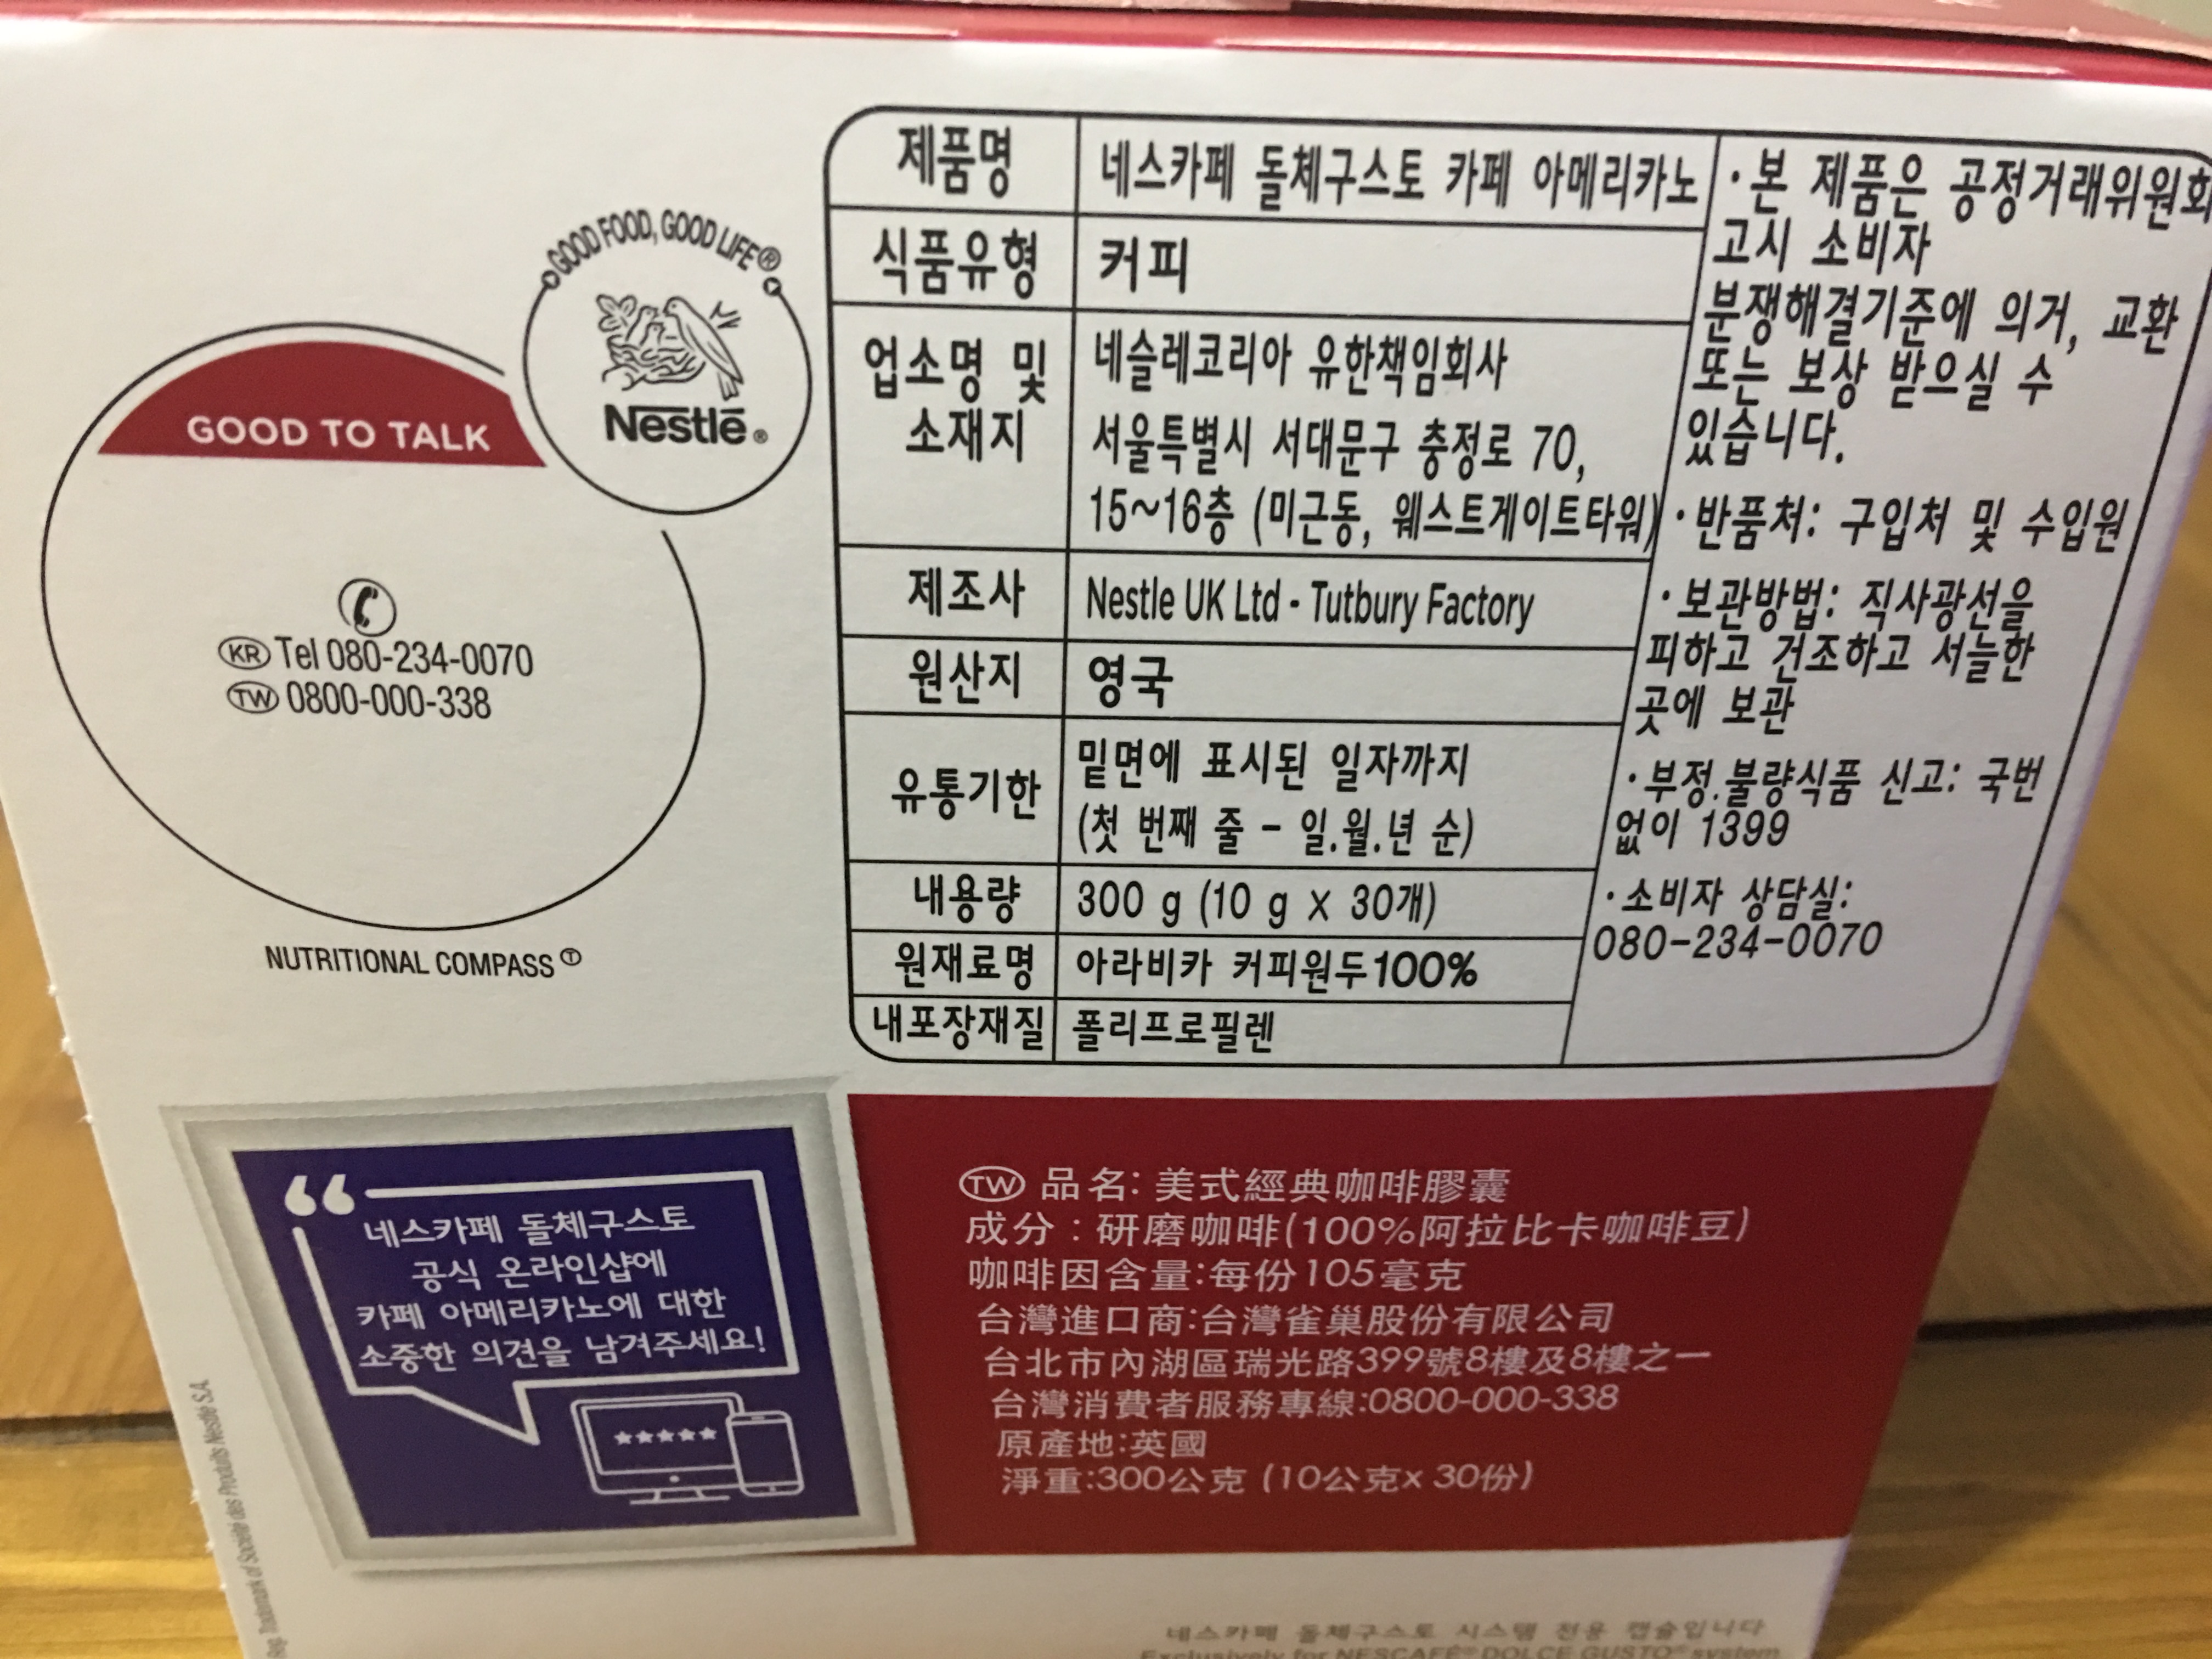 GOOD FOOD, GOOD LIFE®
Nestlé®
GOOD TO TALK
KR Tel 080-234-0070
TW 0800-000-338
NUTRITIONAL COMPASS Ⓣ
제품명 네스카페 돌체구스토 카페 아메리카노
식품유형 커피
업소명 및 네슬레코리아 유한책임회사
소재지 서울특별시 서대문구 충정로 70,
15~16층 (미근동, 웨스트게이트타워)
제조사 Nestle UK Ltd - Tutbury Factory
원산지 영국
유통기한 밑면에 표시된 일자까지
(첫 번째 줄 - 일.월.년 순)
내용량 300 g (10 g X 30개)
원재료명 아라비카 커피원두100%
내포장재질 폴리프로필렌
·본 제품은 공정거래위원회
고시 소비자
분쟁해결기준에 의거, 교환
또는 보상 받으실 수
있습니다.
·반품처: 구입처 및 수입원
·보관방법: 직사광선을
피하고 건조하고 서늘한
곳에 보관
·부정.불량식품 신고: 국번
없이 1399
·소비자 상담실:
080-234-0070
네스카페 돌체구스토
공식 온라인샵에
카페 아메리카노에 대한
소중한 의견을 남겨주세요!
TW 品名: 美式經典咖啡膠囊
成分:研磨咖啡(100%阿拉比卡咖啡豆)
咖啡因含量:每份105毫克
台灣進口商:台灣雀巢股份有限公司
台北市內湖區瑞光路399號8樓及8樓之一
台灣消費者服務專線:0800-000-338
原產地:英國
淨重:300公克 (10公克x 30份)
Reg. Trademark of Société des Produits Nestlé S.A.
네스카페 돌체구스토 시스템 전용 캡슐입니다
Exclusively for NESCAFÉ® DOLCE GUSTO® system